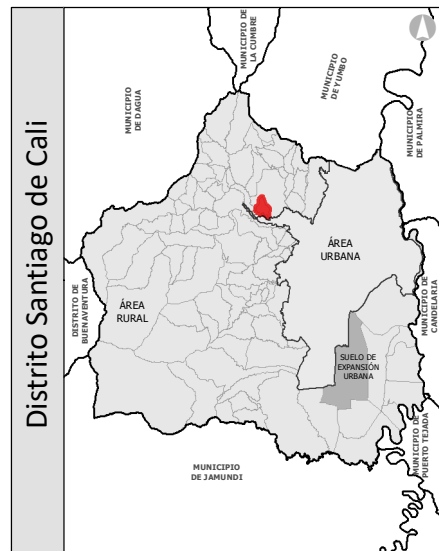 Distrito Santiago de Cali
MUNICIPIO
DE DAGUA
MUNICIPIO DE
LA CUMBRE
MUNICIPIO
DE YUMBO
MUNICIPIO
DE PALMIRA
ÁREA
URBANA
ÁREA
RURAL
DISTRITO DE
BUENAVENTURA
MUNICIPIO DE
CANDELARIA
SUELO DE
EXPANSIÓN
URBANA
MUNICIPIO DE
PUERTO TEJADA
MUNICIPIO
DE JAMUNDI